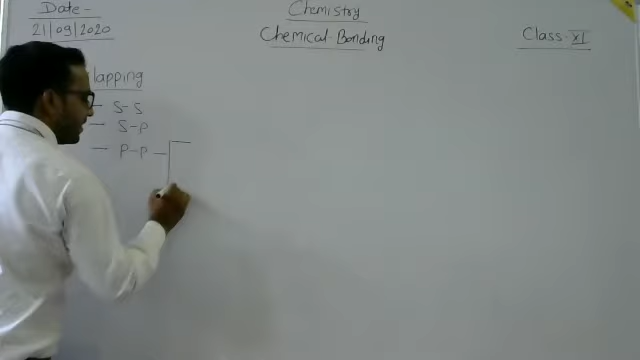 Date -
21/09/2020
Chemistry
Chemical Bonding
Class - XI
lapping
— S-S
— S-P
— P-P —